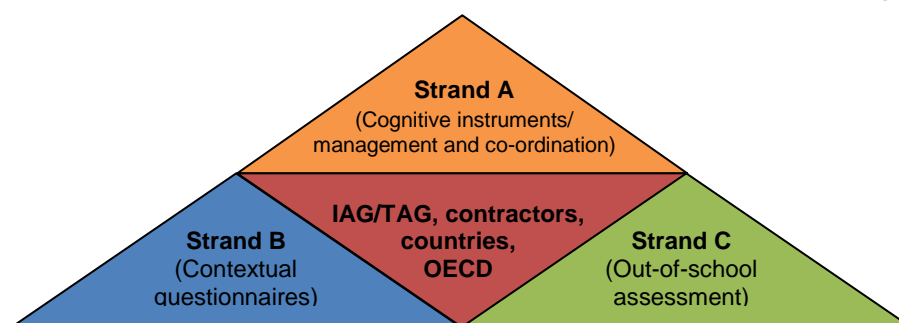 Strand A
(Cognitive instruments/
management and co-ordination)
IAG/TAG, contractors,
countries,
OECD
Strand B
(Contextual
questionnaires)
Strand C
(Out-of-school
assessment)